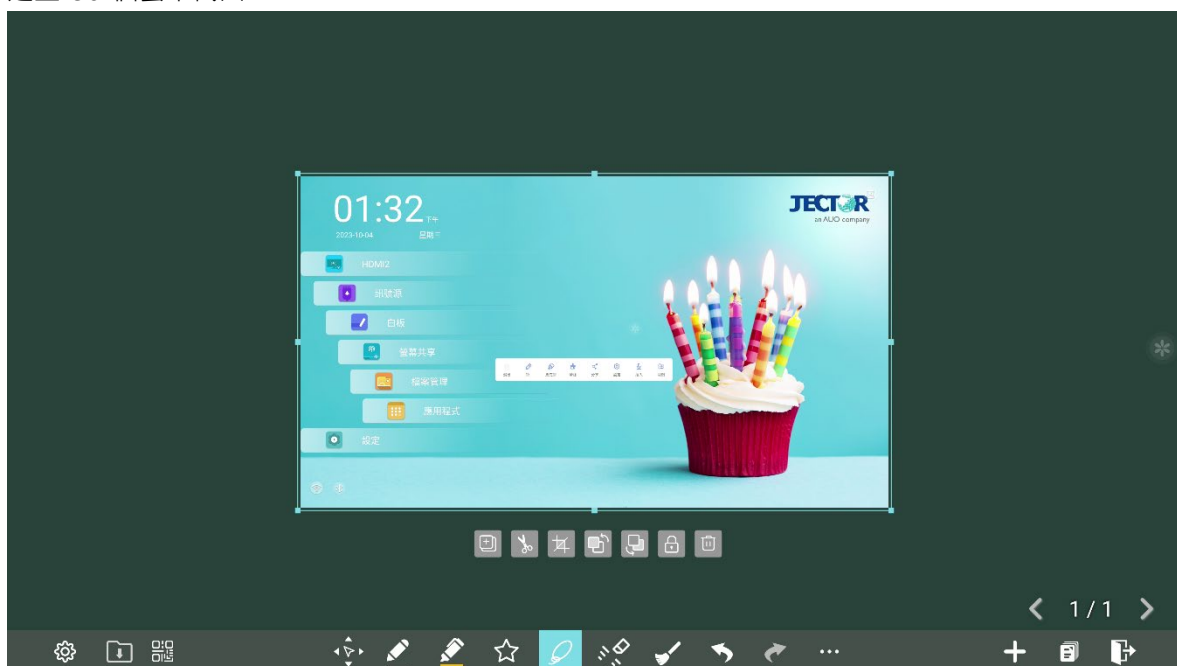 01:32 下午
2023-10-04 星期三
JECTOR
an AUO company
HDMI2
訊號源
白板
螢幕共享
檔案管理
應用程式
設定
1 / 1